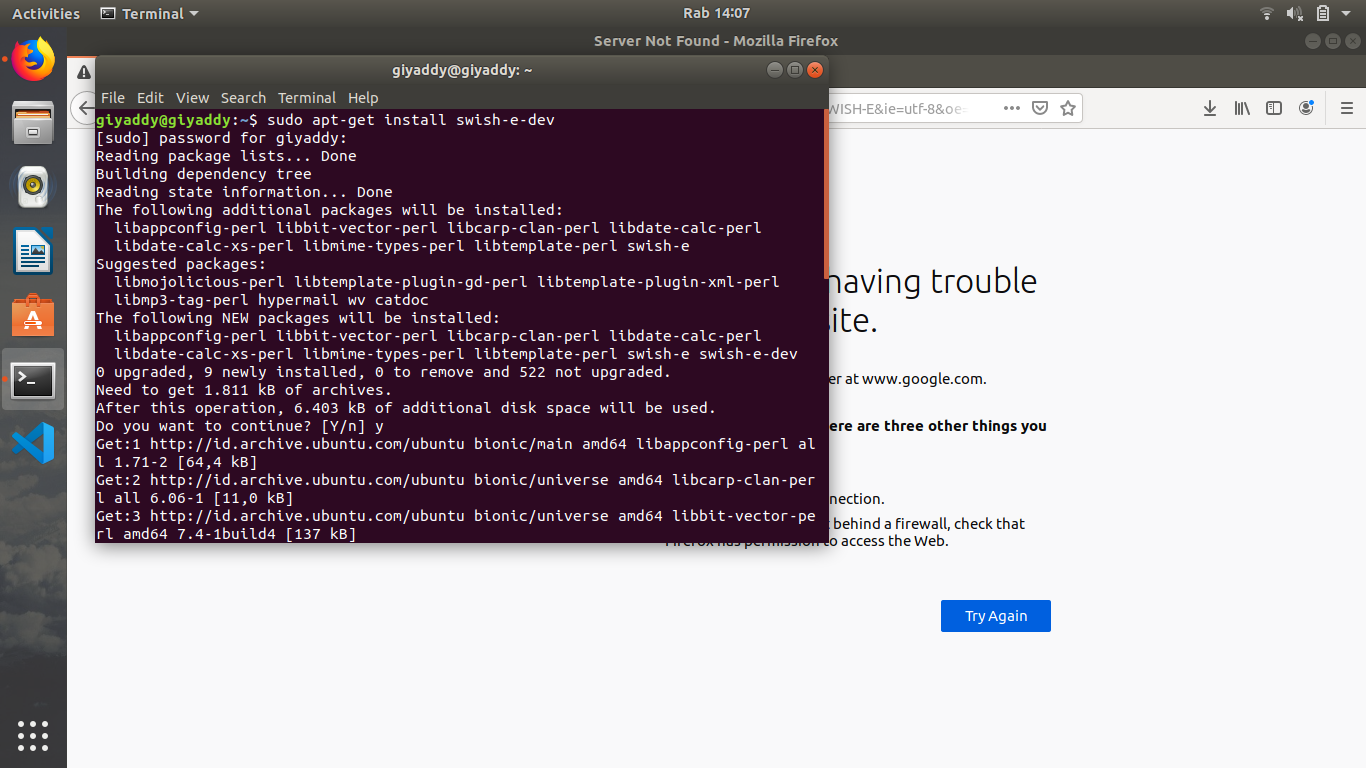 Activities
Terminal
Rab 14:07
Server Not Found - Mozilla Firefox
giyaddy@giyaddy: ~
File Edit View Search Terminal Help
WISH-E&ie=utf-8&oe=
giyaddy@giyaddy:~$ sudo apt-get install swish-e-dev
[sudo] password for giyaddy:
Reading package lists... Done
Building dependency tree
Reading state information... Done
The following additional packages will be installed:
libappconfig-perl libbit-vector-perl libcarp-clan-perl libdate-calc-perl
libdate-calc-xs-perl libmime-types-perl libtemplate-perl swish-e
Suggested packages:
libmojolicious-perl libtemplate-plugin-gd-perl libtemplate-plugin-xml-perl
libmp3-tag-perl hypermail wv catdoc
The following NEW packages will be installed:
libappconfig-perl libbit-vector-perl libcarp-clan-perl libdate-calc-perl
libdate-calc-xs-perl libmime-types-perl libtemplate-perl swish-e swish-e-dev
0 upgraded, 9 newly installed, 0 to remove and 522 not upgraded.
Need to get 1.811 kB of archives.
After this operation, 6.403 kB of additional disk space will be used.
Do you want to continue? [Y/n] y
Get:1 http://id.archive.ubuntu.com/ubuntu bionic/main amd64 libappconfig-perl al
l 1.71-2 [64,4 kB]
Get:2 http://id.archive.ubuntu.com/ubuntu bionic/universe amd64 libcarp-clan-per
l all 6.06-1 [11,0 kB]
Get:3 http://id.archive.ubuntu.com/ubuntu bionic/universe amd64 libbit-vector-pe
rl amd64 7.4-1build4 [137 kB]
having trouble
site.
er at www.google.com.
ere are three other things you
nection.
behind a firewall, check that
Firefox has permission to access the Web.
Try Again